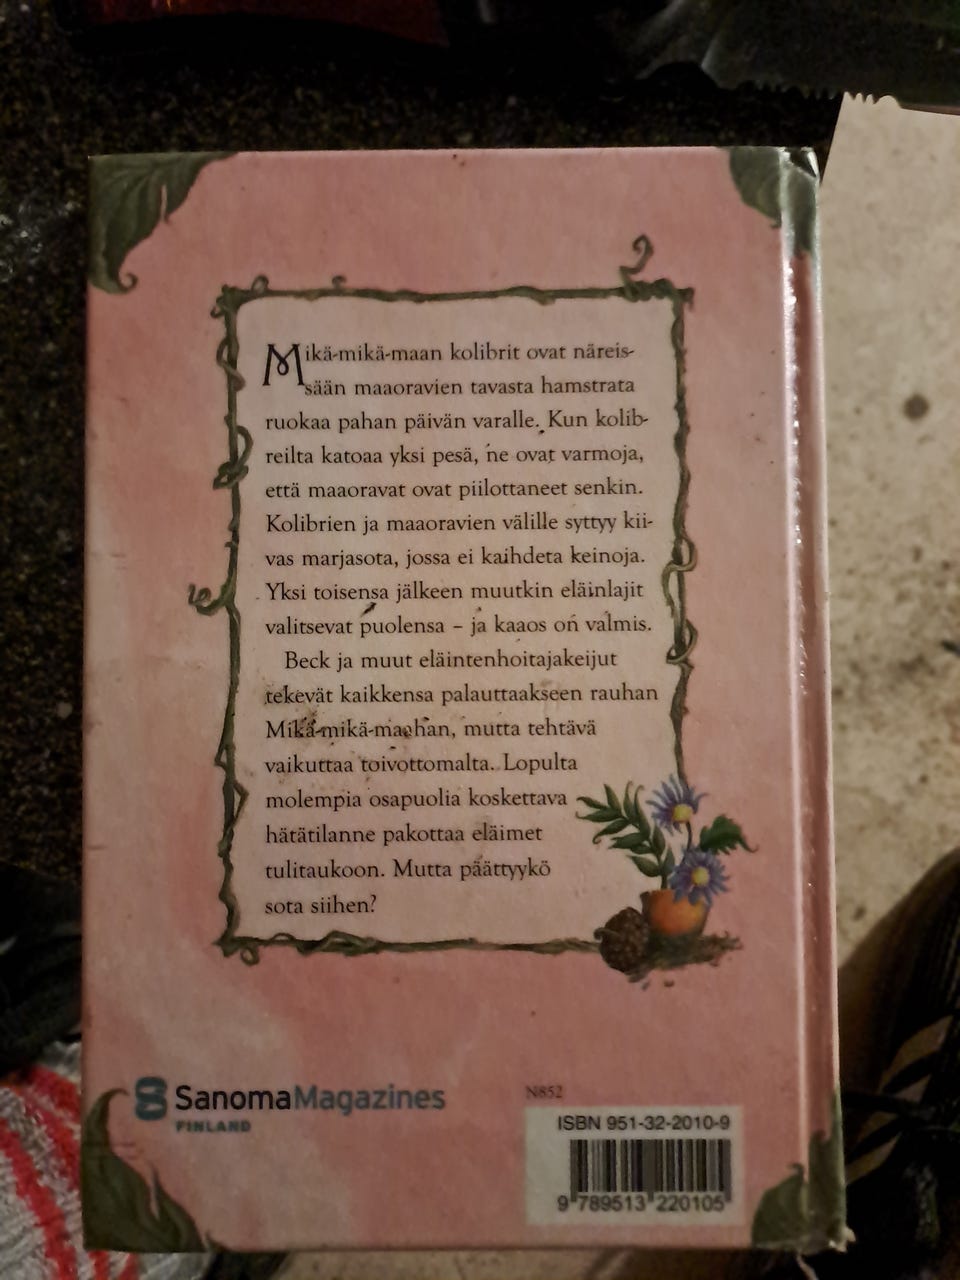 Mikä-mikä-maan kolibrit ovat näreis-
sään maaoravien tavasta hamstrata
ruokaa pahan päivän varalle. Kun kolib-
reilta katoaa yksi pesä, ne ovat varmoja,
että maaoravat ovat piilottaneet senkin.
Kolibrien ja maaoravien välille syttyy kii-
vas marjasota, jossa ei kaihdeta keinoja.
Yksi toisensa jälkeen muutkin eläinlajit
valitsevat puolensa – ja kaaos on valmis.
Beck ja muut eläintenhoitajakeijut
tekevät kaikkensa palauttaakseen rauhan
Mikä-mikä-maahan, mutta tehtävä
vaikuttaa toivottomalta. Lopulta
molempia osapuolia koskettava
hätätilanne pakottaa eläimet
tulitaukoon. Mutta päättyykö
sota siihen?
SanomaMagazines
FINLAND
N852
ISBN 951-32-2010-9
9 789513 220105